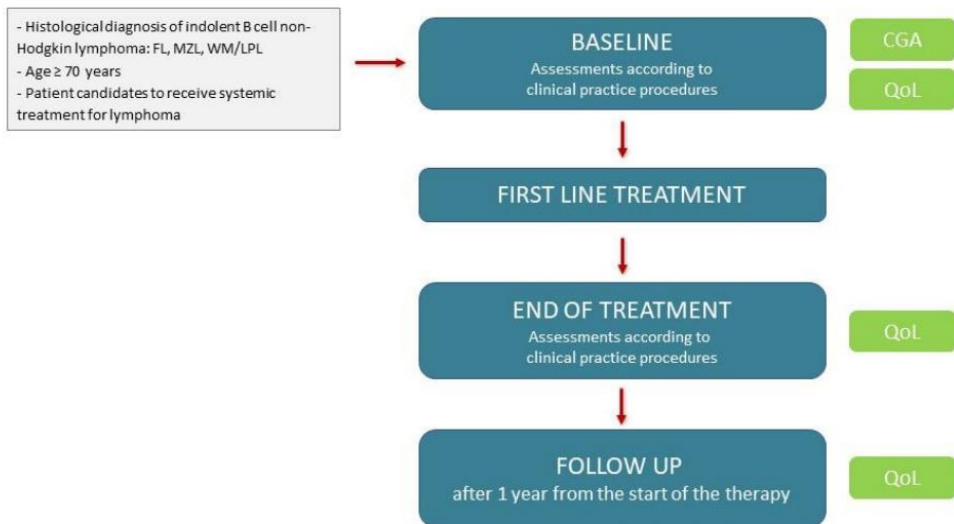 - Histological diagnosis of indolent B cell non-
Hodgkin lymphoma: FL, MZL, WM/LPL
- Age ≥ 70 years
- Patient candidates to receive systemic
treatment for lymphoma
BASELINE
Assessments according to
clinical practice procedures
CGA
QoL
FIRST LINE TREATMENT
END OF TREATMENT
Assessments according to
clinical practice procedures
QoL
FOLLOW UP
after 1 year from the start of the therapy
QoL